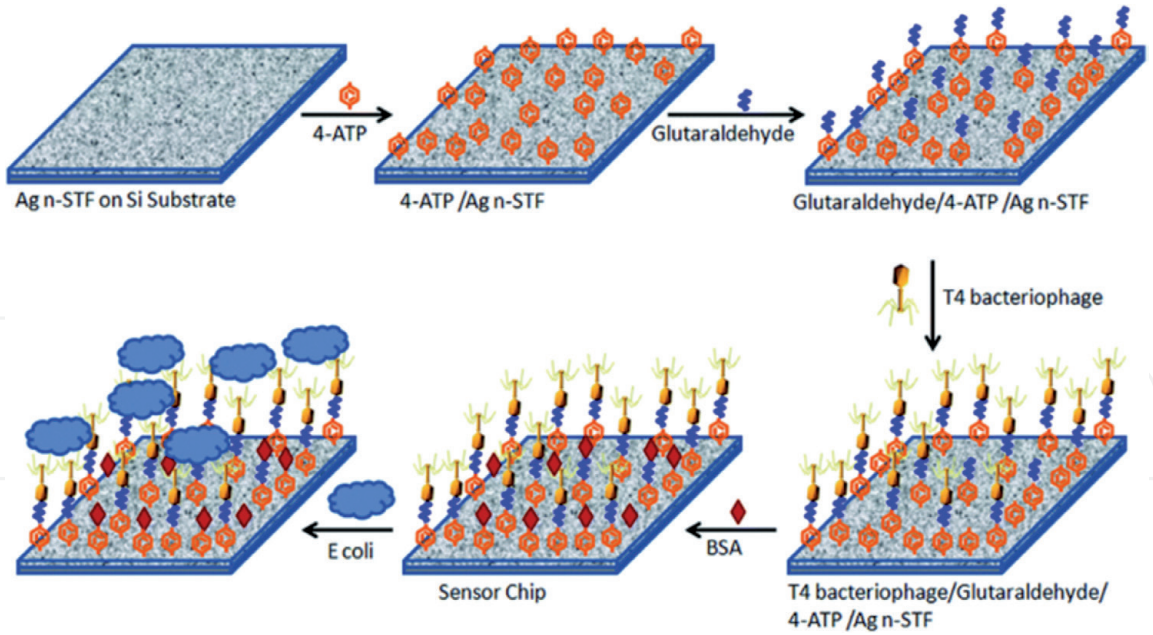 4-ATP
Glutaraldehyde
Ag n-STF on Si Substrate
4-ATP /Ag n-STF
Glutaraldehyde/4-ATP /Ag n-STF
T4 bacteriophage
E coli
BSA
Sensor Chip
T4 bacteriophage/Glutaraldehyde/
4-ATP /Ag n-STF